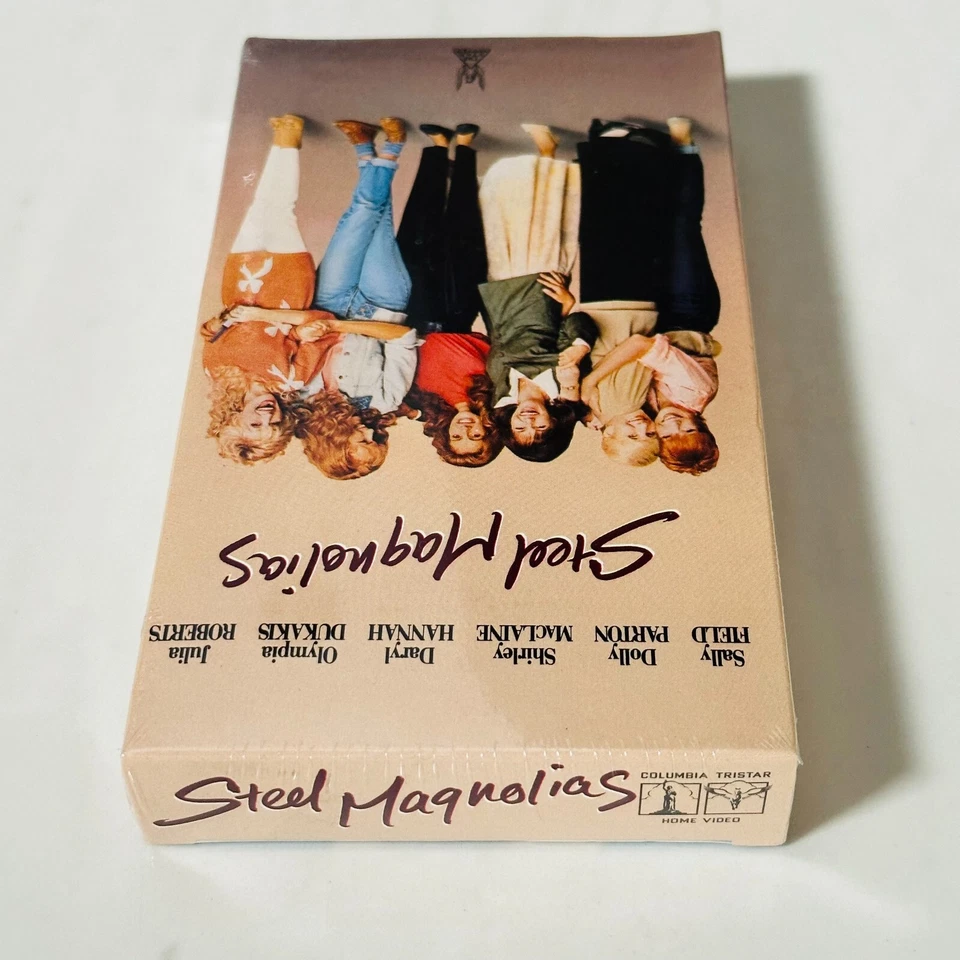 Steel Magnolias
Sally Dolly Shirley Daryl Olympia Julia
FIELD PARTON MACLAINE HANNAH DUKAKIS ROBERTS
Steel Magnolias
COLUMBIA TRISTAR
HOME VIDEO